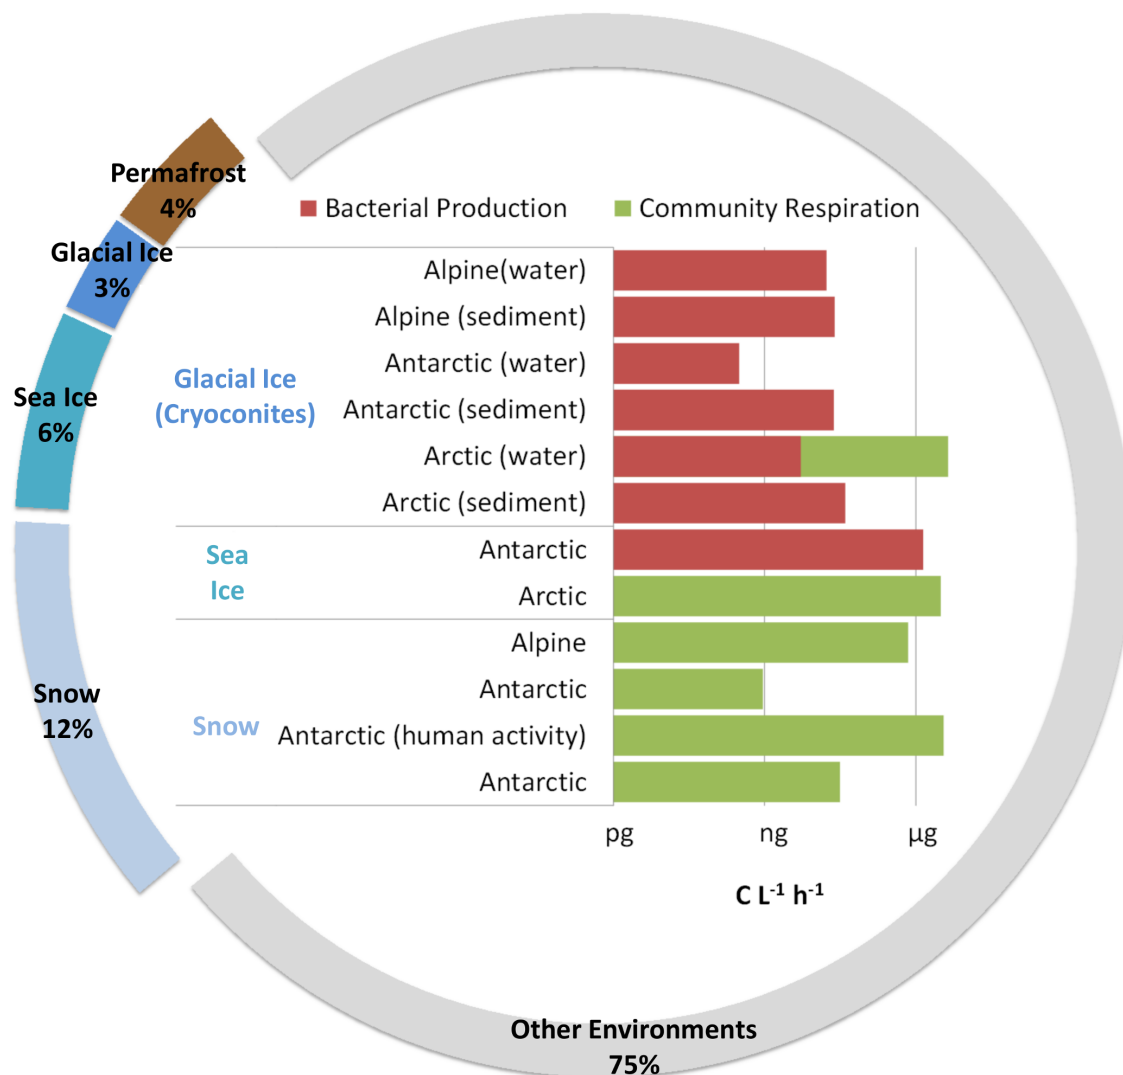 Permafrost
4%
Glacial Ice
3%
Sea Ice
6%
Snow
12%
Bacterial Production
Community Respiration
Glacial Ice
(Cryoconites)
Alpine(water)
Alpine (sediment)
Antarctic (water)
Antarctic (sediment)
Arctic (water)
Arctic (sediment)
Sea
Ice
Antarctic
Arctic
Snow
Alpine
Antarctic
Antarctic (human activity)
Antarctic
pg
ng
µg
C L⁻¹ h⁻¹
Other Environments
75%